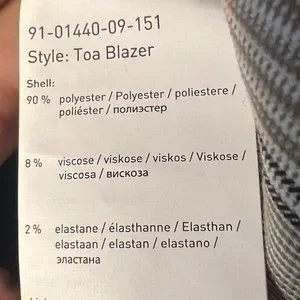 91-01440-09-151
Style: Toa Blazer
Shell:
90 % polyester / Polyester / poliestere /
poliéster / полиэстер
8 % viscose / viskose / viskos / Viskose /
viscosa / вискоза
2 % elastane / élasthanne / Elasthan /
elastaan / elastan / elastano /
эластана